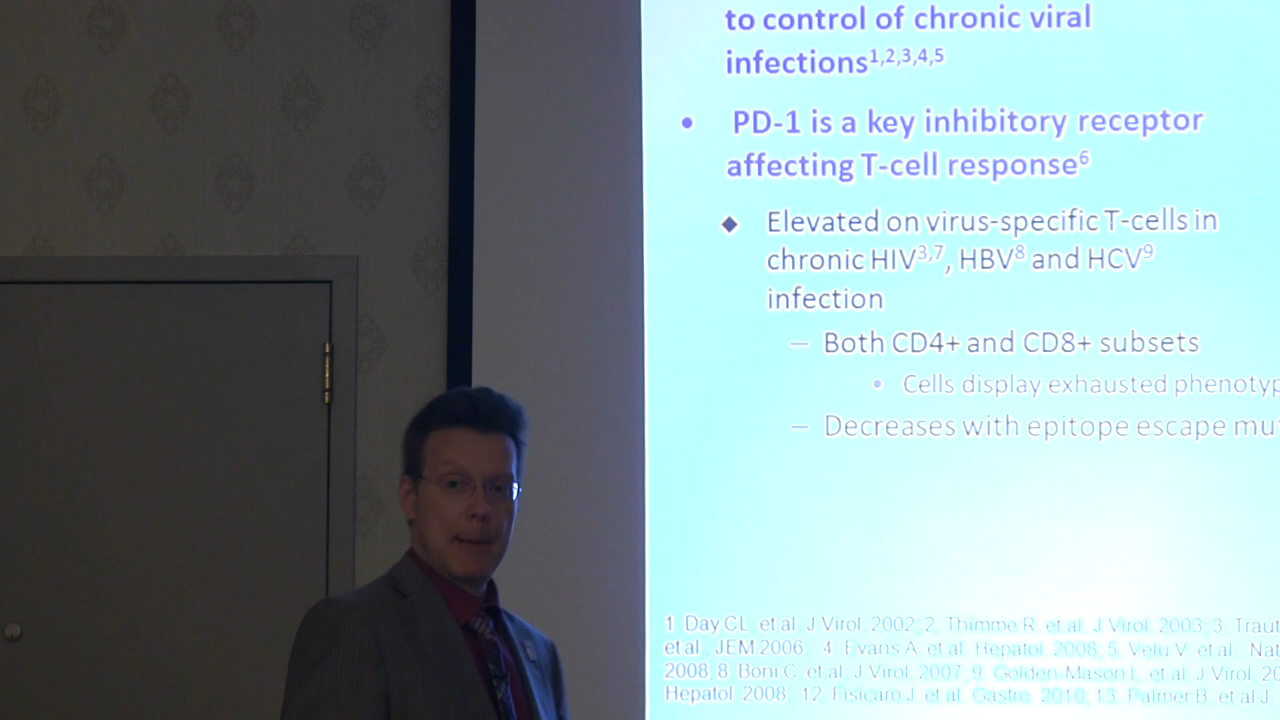 to control of chronic viral
infections1,2,3,4,5
• PD-1 is a key inhibitory receptor
affecting T-cell response6
◆ Elevated on virus-specific T-cells in
chronic HIV3,7, HBV8 and HCV9
infection
– Both CD4+ and CD8+ subsets
• Cells display exhausted phenotyp
– Decreases with epitope escape mu
1 Day CL et al J Virol 2002; 2. Thimme R. et al. J Virol 2003; 3. Traut
et al, JEM 2006 4. Evans A. et al. Hepatol. 2008; 5. Velu V. et al. Nat
2008; 8. Boni C. et al. J Virol. 2007; 9. Golden-Mason L. et al. J Virol. 20
Hepatol 2008 12. Fisicaro J. et al. Gastro. 2010; 13. Palmer B. et al J